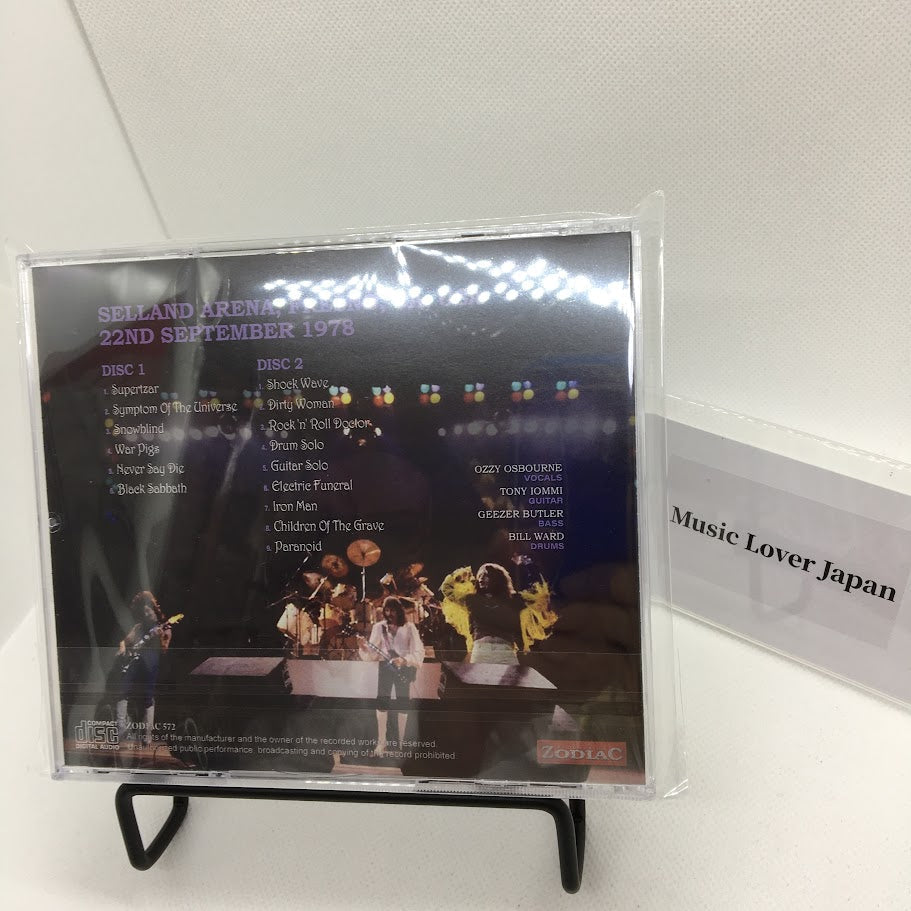 SELLAND ARENA,
22ND SEPTEMBER 1978
DISC 1
1. Supertzar
2. Symptom Of The Universe
3. Snowblind
4. War Pigs
5. Never Say Die
6. Black Sabbath
DISC 2
1. Shock Wave
2. Dirty Woman
3. Rock 'n' Roll Doctor
4. Drum Solo
5. Guitar Solo
6. Electric Funeral
7. Iron Man
8. Children Of The Grave
9. Paranoid
OZZY OSBOURNE
VOCALS
TONY IOMMI
GUITAR
GEEZER BUTLER
BASS
BILL WARD
DRUMS
COMPACT
disc
DIGITAL AUDIO
ZODIAC 572
All rights of the manufacturer and the owner of the recorded works are reserved.
Unauthorised public performance, broadcasting and copying of the record prohibited.
ZODIAC
Music Lover Japan